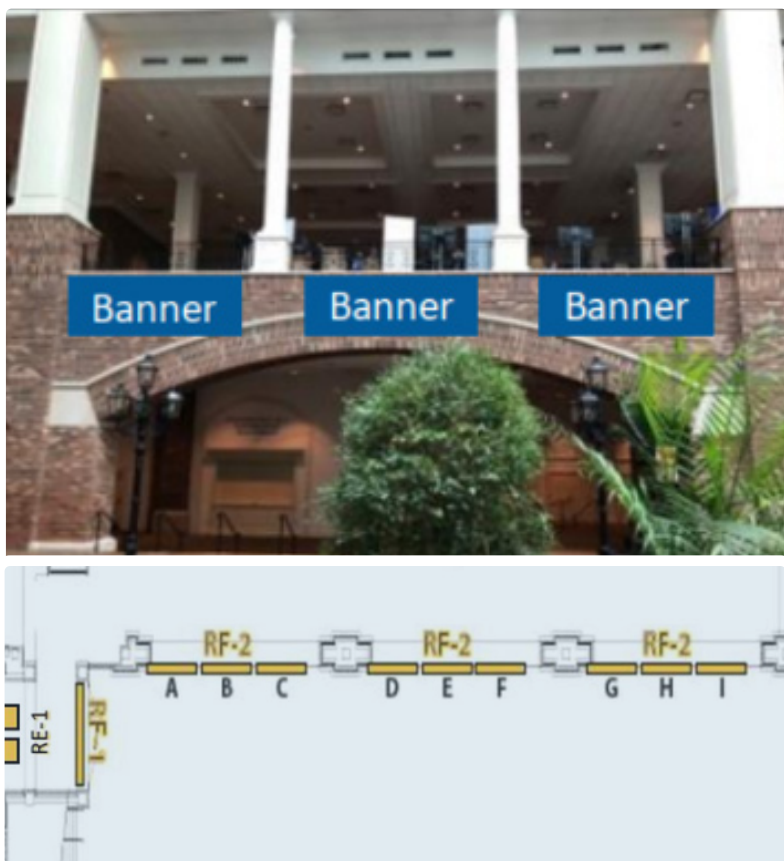 Banner Banner Banner
RF-2 RF-2 RF-2
A B C D E F G H I
RE-1
RF-1